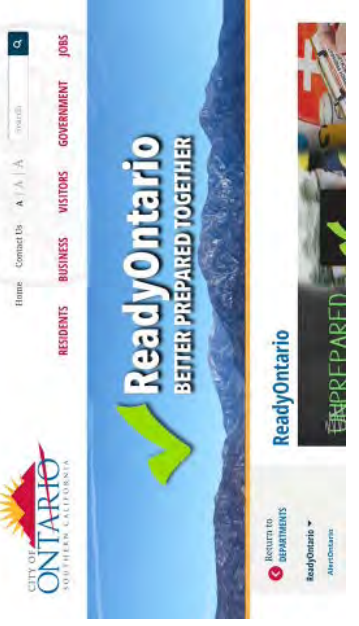 CITY OF
ONTARIO
SOUTHERN CALIFORNIA
Home Contact Us A | A | A Search
RESIDENTS BUSINESS VISITORS GOVERNMENT JOBS
ReadyOntario
BETTER PREPARED TOGETHER
Return to
DEPARTMENTS
ReadyOntario
AlertOntario
ReadyOntario
UNPREPARED